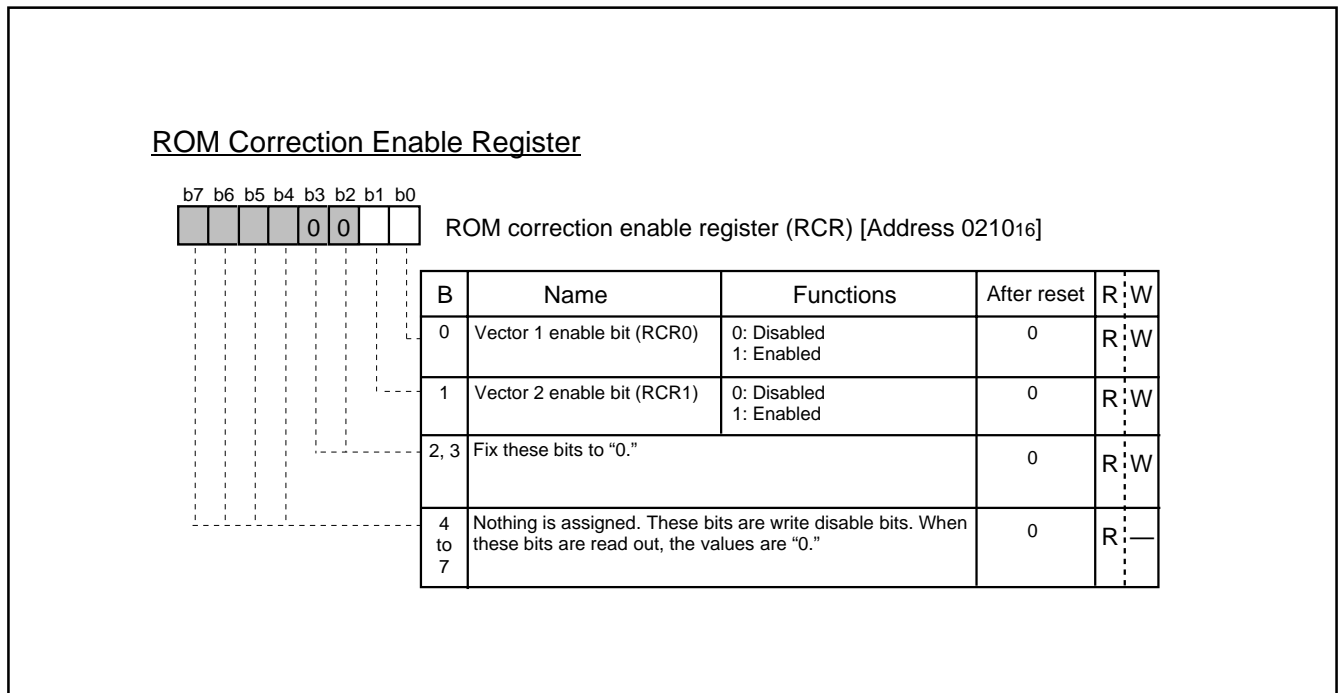 ROM Correction Enable Register
b7 b6 b5 b4 b3 b2 b1 b0
0 0
ROM correction enable register (RCR) [Address 021016]
B Name Functions After reset R W
0 Vector 1 enable bit (RCR0) 0: Disabled 0 R W
1: Enabled
1 Vector 2 enable bit (RCR1) 0: Disabled 0 R W
1: Enabled
2, 3 Fix these bits to “0.” 0 R W
4 Nothing is assigned. These bits are write disable bits. When 0 R —
to these bits are read out, the values are “0.”
7